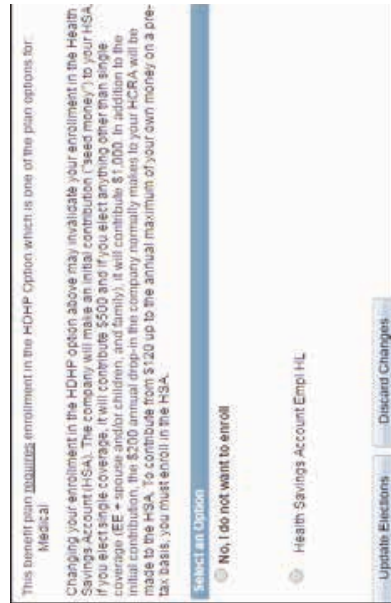 This benefit plan requires enrollment in the HDHP Option which is one of the plan options for:
Medical
Changing your enrollment in the HDHP option above may invalidate your enrollment in the Health
Savings Account (HSA). The company will make an initial contribution ("seed money") to your HSA.
If you elect single coverage, it will contribute $500 and if you elect anything other than single
coverage (EE + spouse and/or children, and family), it will contribute $1,000. In addition to the
initial contribution, the $200 annual drop-in the company normally makes to your HCRA will be
made to the HSA. To contribute from $120 up to the annual maximum of your own money on a pre-
tax basis, you must enroll in the HSA.
Select an Option
No, I do not want to enroll
Health Savings Account Empl HL
Update Elections Discard Changes